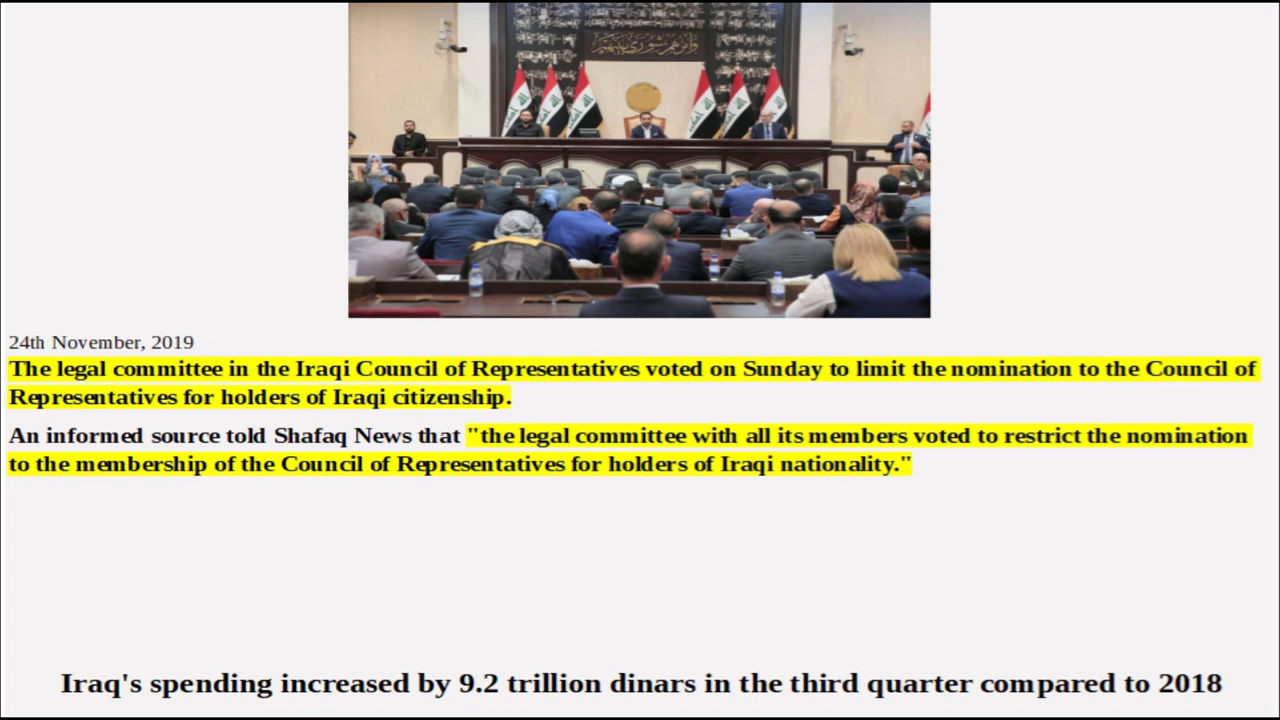 وأمرهم شورى بينهم
24th November, 2019
The legal committee in the Iraqi Council of Representatives voted on Sunday to limit the nomination to the Council of
Representatives for holders of Iraqi citizenship.
An informed source told Shafaq News that "the legal committee with all its members voted to restrict the nomination
to the membership of the Council of Representatives for holders of Iraqi nationality."
Iraq's spending increased by 9.2 trillion dinars in the third quarter compared to 2018